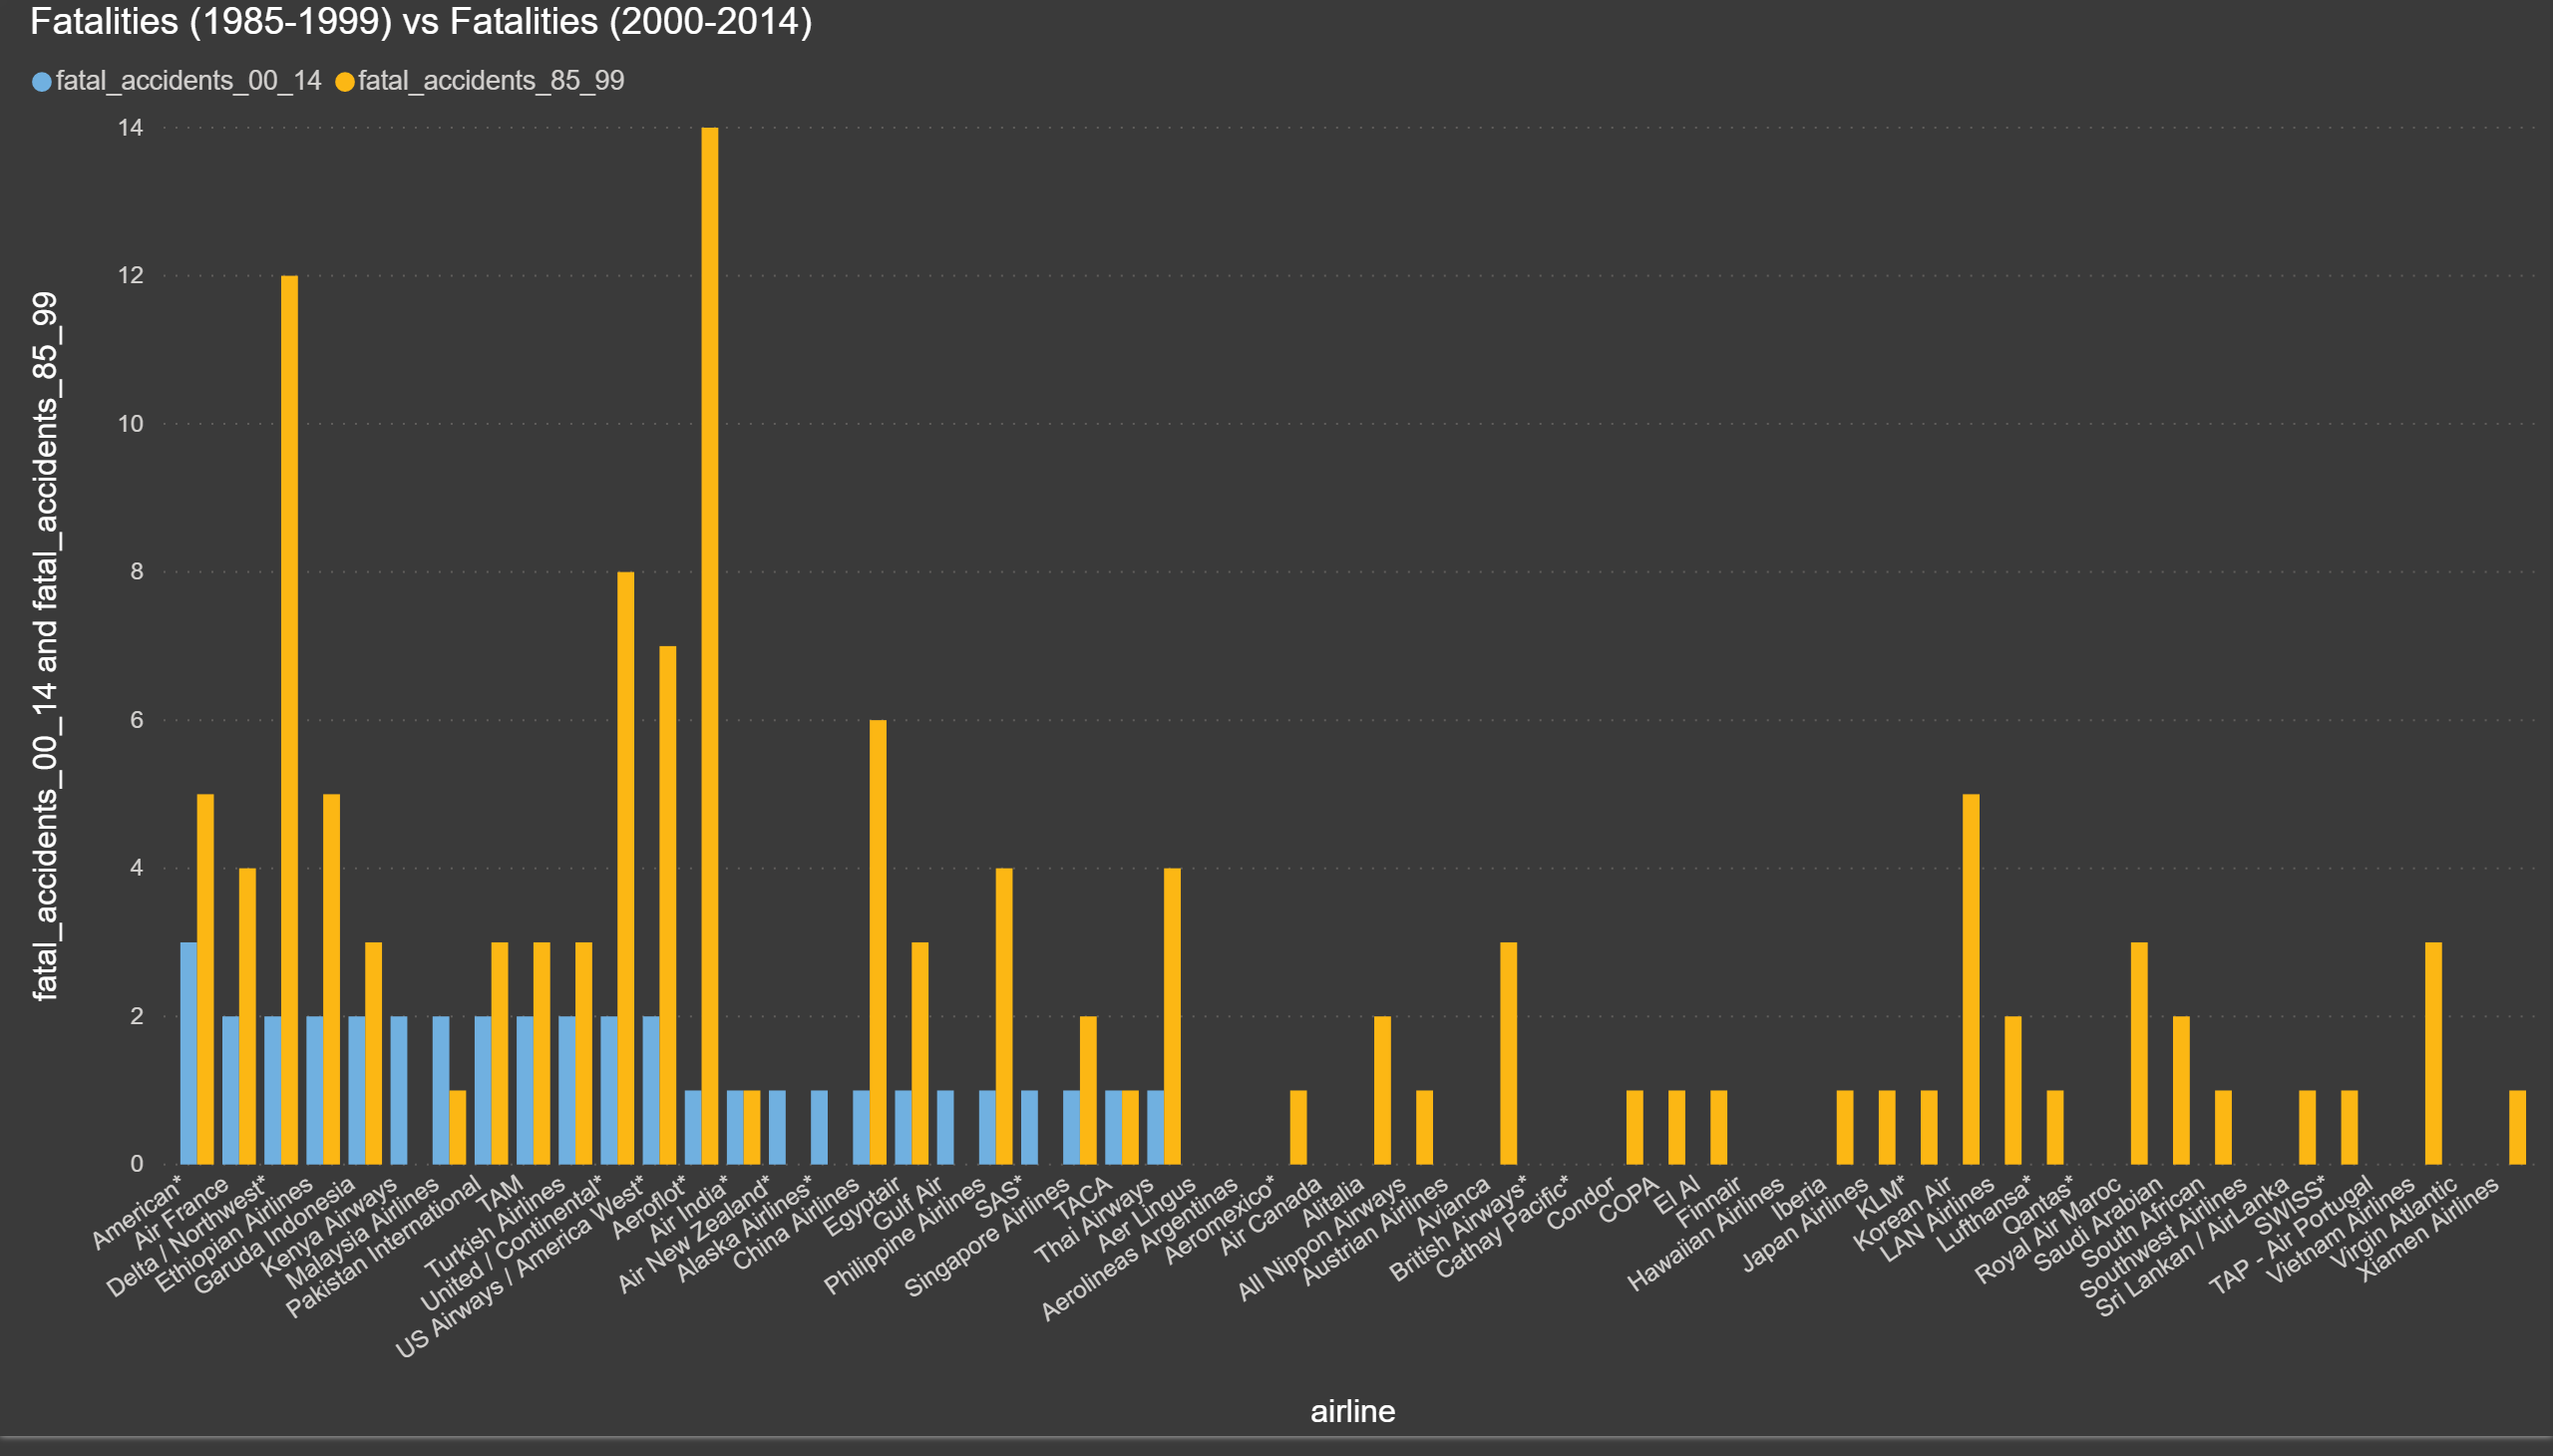 Fatalities (1985-1999) vs Fatalities (2000-2014)
fatal_accidents_00_14 fatal_accidents_85_99
fatal_accidents_00_14 and fatal_accidents_85_99
14
12
10
8
6
4
2
0
American*
Air France
Delta / Northwest*
Ethiopian Airlines
Garuda Indonesia
Kenya Airways
Malaysia Airlines
Pakistan International
TAM
Turkish Airlines
United / Continental*
US Airways / America West*
Aeroflot*
Air India*
Air New Zealand*
Alaska Airlines*
China Airlines
Egyptair
Gulf Air
Philippine Airlines
SAS*
Singapore Airlines
TACA
Thai Airways
Aer Lingus
Aerolineas Argentinas
Aeromexico*
Air Canada
Alitalia
All Nippon Airways
Austrian Airlines
Avianca
British Airways*
Cathay Pacific*
Condor
COPA
El Al
Finnair
Hawaiian Airlines
Iberia
Japan Airlines
KLM*
Korean Air
LAN Airlines
Lufthansa*
Qantas*
Royal Air Maroc
Saudi Arabian
South African
Southwest Airlines
Sri Lankan / AirLanka
SWISS*
TAP - Air Portugal
Vietnam Airlines
Virgin Atlantic
Xiamen Airlines
airline